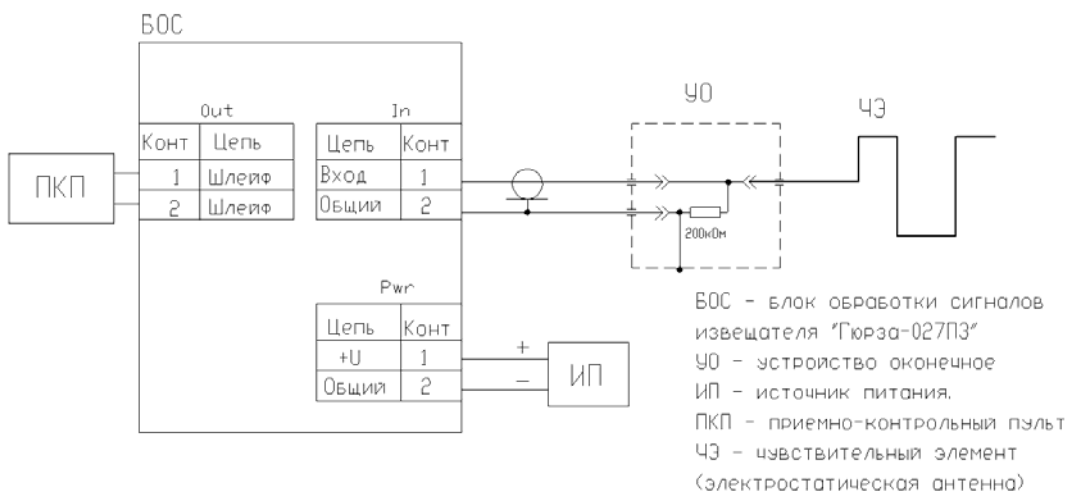 БОС
Out
Конт Цепь
1 Шлейф
2 Шлейф
In
Цепь Конт
Вход 1
Общий 2
ПКП
УО
200кОм
ЧЭ
Pwr
Цепь Конт
+U 1
Общий 2
+
−
ИП
БОС - блок обработки сигналов
извещателя "Гюрза-027ПЗ"
УО - устройство оконечное
ИП - источник питания.
ПКП - приемно-контрольный пульт
ЧЭ - чувствительный элемент
(электростатическая антенна)